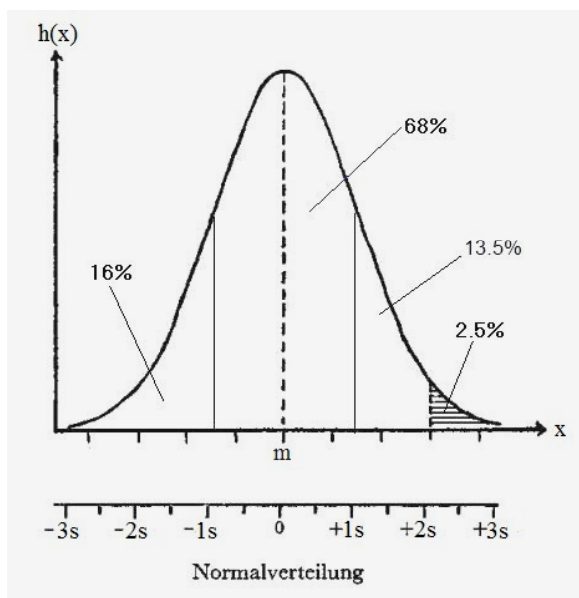 h(x)
68%
13.5%
16%
2.5%
x
m
-3s -2s -1s 0 +1s +2s +3s
Normalverteilung